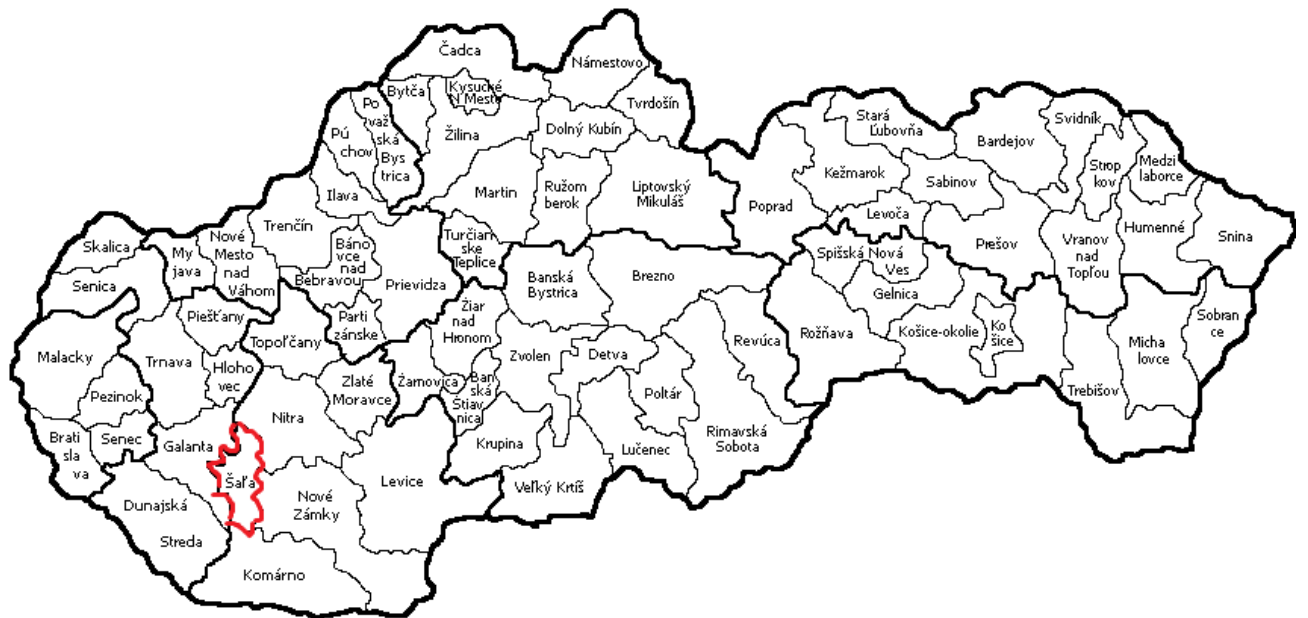 Čadca
Námestovo
Kysucké
N Mesto
Bytča
Tvrdošín
Po
važ
ská
Bys
trica
Pú
chov
Žilina
Dolný Kubín
Stará
Ľubovňa
Svidník
Bardejov
Strop
kov
Medzi
laborce
Ilava
Martin
Ružom
berok
Liptovský
Mikuláš
Kežmarok
Sabinov
Poprad
Levoča
Trenčín
Turčian
ske
Teplice
Prešov
Vranov
nad
Topľou
Humenné
Snina
Skalica
My
java
Nové
Mesto
nad
Váhom
Báno
vce
nad
Bebravou
Prievidza
Banská
Bystrica
Brezno
Spišská
Nová
Ves
Gelnica
Senica
Piešťany
Parti
zánske
Žiar
nad
Hronom
Rožňava
Košice-okolie
Ko
šice
Sobran
ce
Malacky
Trnava
Hloho
vec
Topoľčany
Zvolen
Detva
Revúca
Micha
lovce
Pezinok
Zlaté
Moravce
Žarnovica
Ban
ská
Štiav
nica
Poltár
Trebišov
Nitra
Brati
sla
va
Senec
Galanta
Krupina
Lučenec
Rimavská
Sobota
Šaľa
Levice
Veľký Krtíš
Dunajská
Streda
Nové
Zámky
Komárno